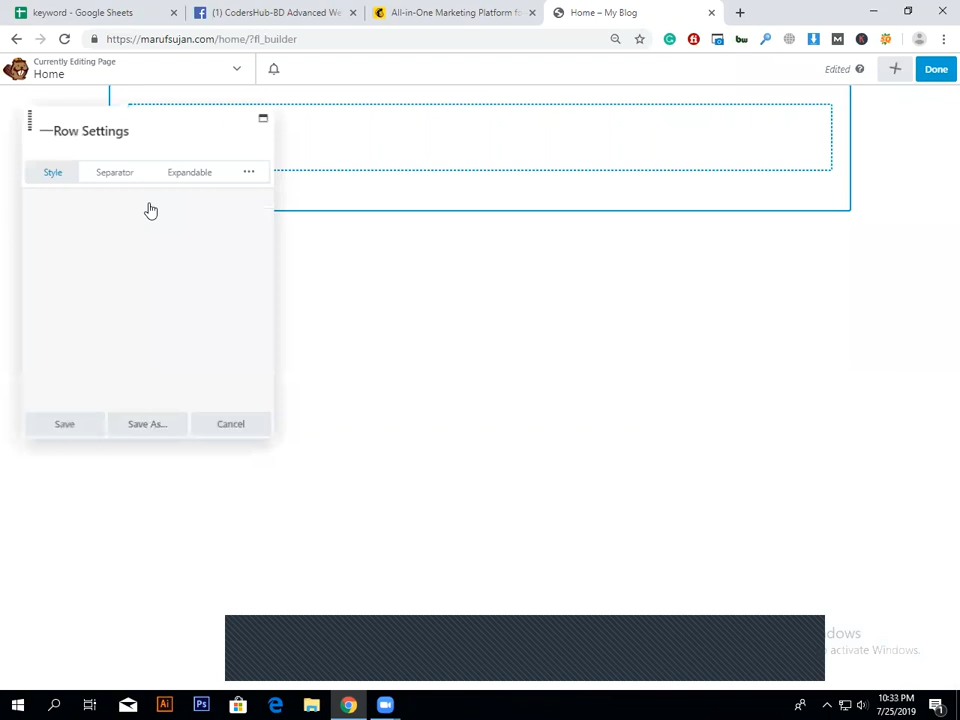 keyword - Google Sheets
(1) CodersHub-BD Advanced We
All-in-One Marketing Platform fo
Home – My Blog
https://marufsujan.com/home/?fl_builder
Currently Editing Page
Home
Edited
Done
Row Settings
Style
Separator
Expandable
Save
Save As...
Cancel
dows
activate Windows.
10:33 PM
7/25/2019